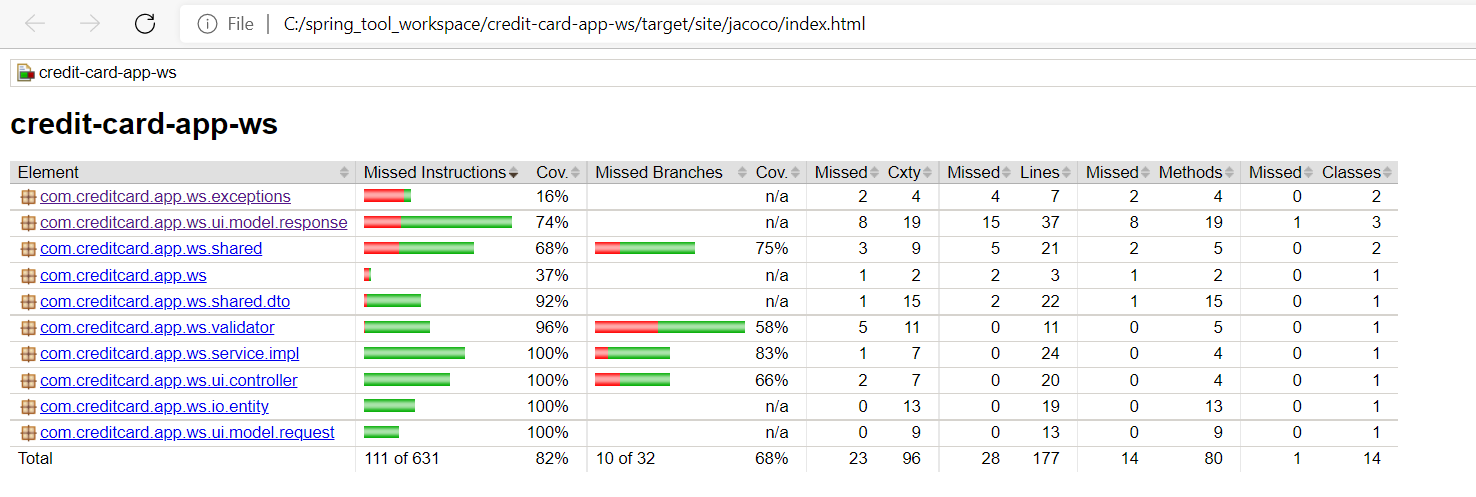 File C:/spring_tool_workspace/credit-card-app-ws/target/site/jacoco/index.html
credit-card-app-ws
credit-card-app-ws
Element Missed Instructions Cov. Missed Branches Cov. Missed Cxty Missed Lines Missed Methods Missed Classes
com.creditcard.app.ws.exceptions 16% n/a 2 4 4 7 2 4 0 2
com.creditcard.app.ws.ui.model.response 74% n/a 8 19 15 37 8 19 1 3
com.creditcard.app.ws.shared 68% 75% 3 9 5 21 2 5 0 2
com.creditcard.app.ws 37% n/a 1 2 2 3 1 2 0 1
com.creditcard.app.ws.shared.dto 92% n/a 1 15 2 22 1 15 0 1
com.creditcard.app.ws.validator 96% 58% 5 11 0 11 0 5 0 1
com.creditcard.app.ws.service.impl 100% 83% 1 7 0 24 0 4 0 1
com.creditcard.app.ws.ui.controller 100% 66% 2 7 0 20 0 4 0 1
com.creditcard.app.ws.io.entity 100% n/a 0 13 0 19 0 13 0 1
com.creditcard.app.ws.ui.model.request 100% n/a 0 9 0 13 0 9 0 1
Total 111 of 631 82% 10 of 32 68% 23 96 28 177 14 80 1 14